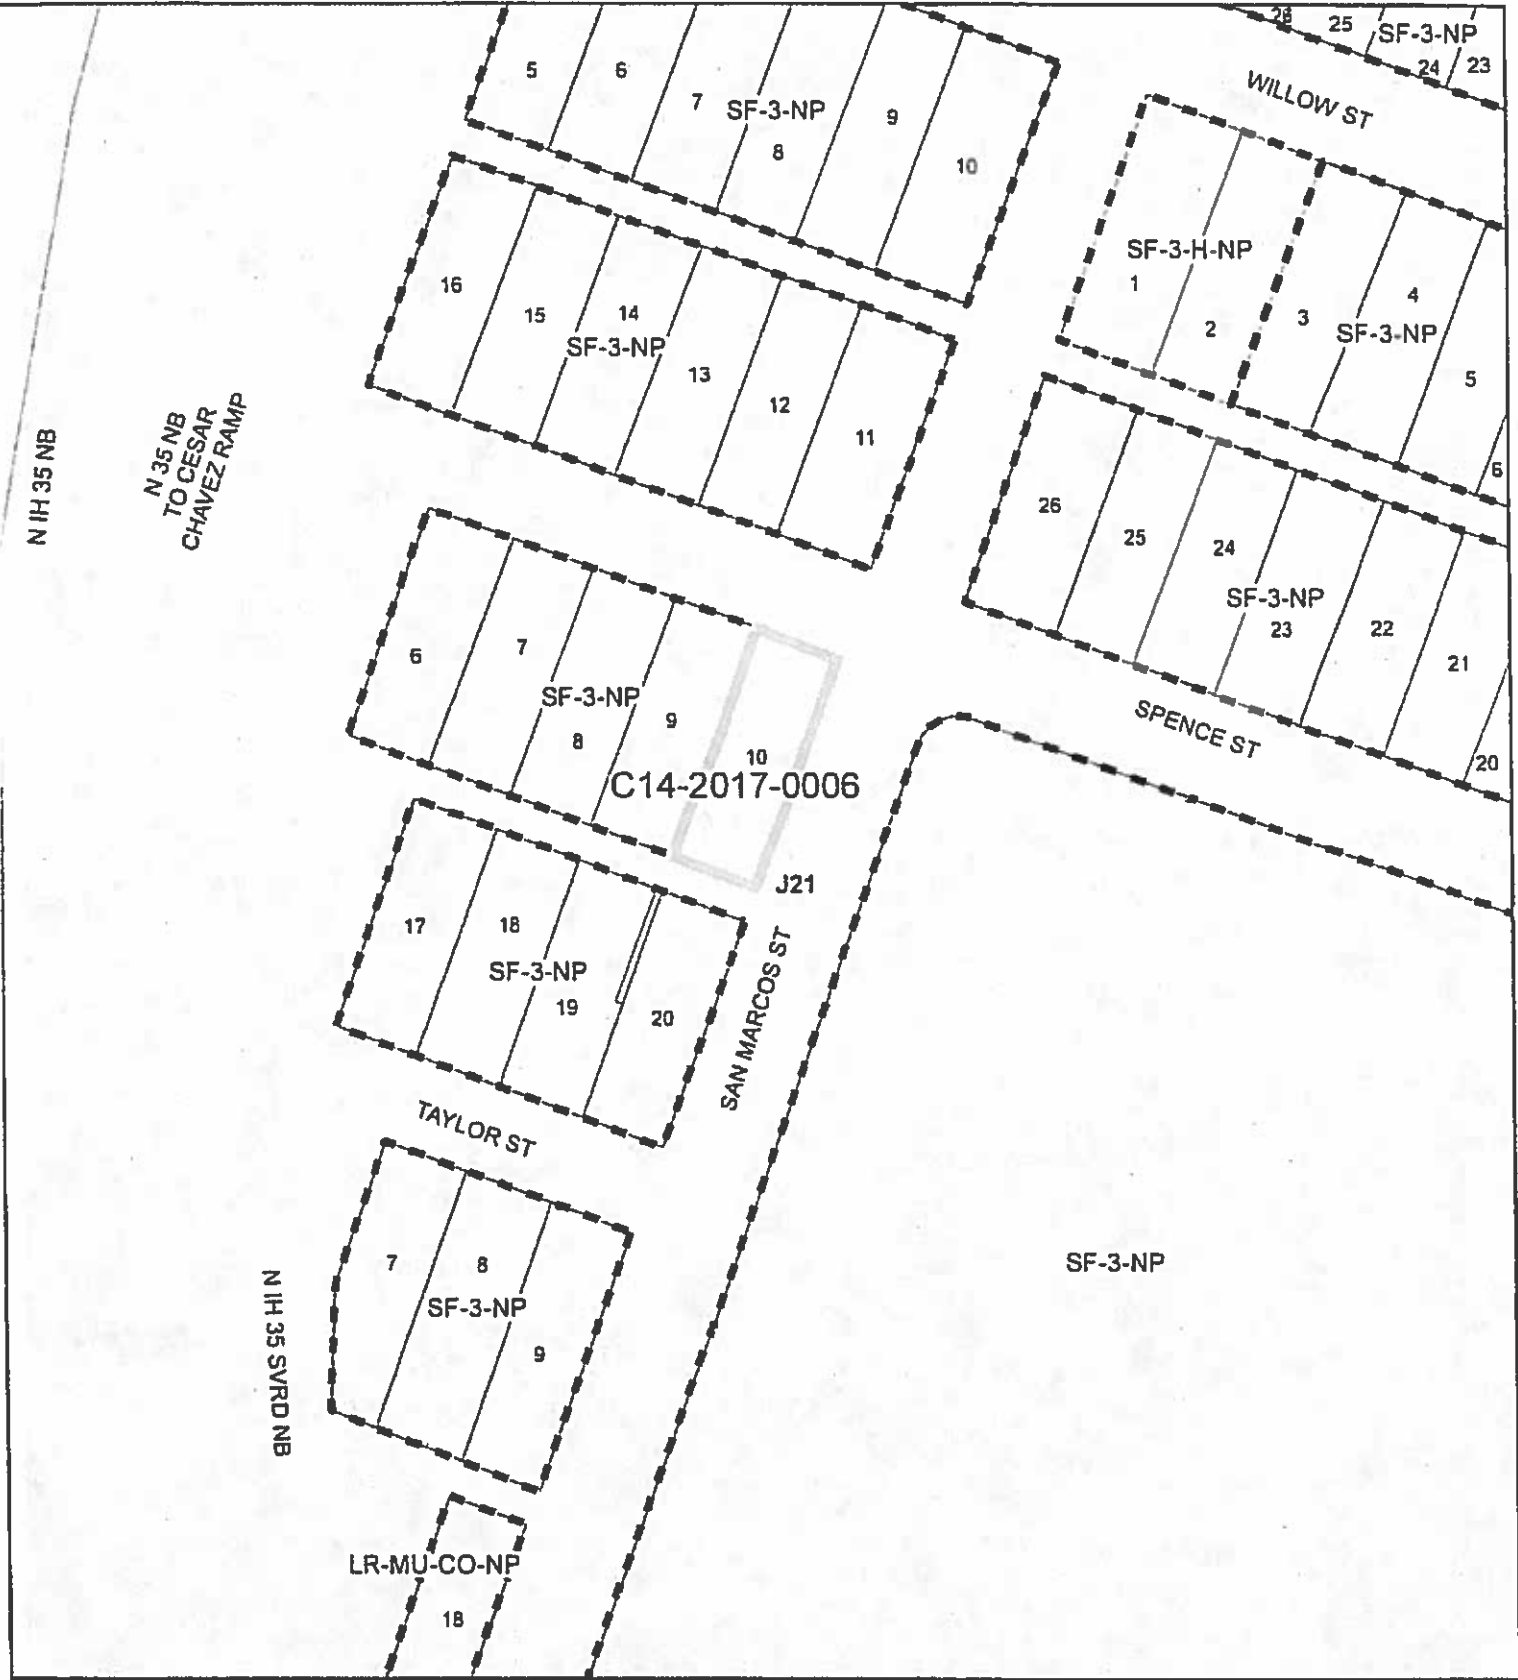 26
25
SF-3-NP
24
23
WILLOW ST
5
6
7
SF-3-NP
8
9
10
SF-3-H-NP
1
2
3
4
SF-3-NP
5
6
16
15
14
SF-3-NP
13
12
11
N IH 35 NB
N 35 NB
TO CESAR
CHAVEZ RAMP
26
25
24
SF-3-NP
23
22
21
20
SPENCE ST
6
7
SF-3-NP
8
9
10
C14-2017-0006
J21
17
18
SF-3-NP
19
20
SAN MARCOS ST
TAYLOR ST
7
8
SF-3-NP
9
SF-3-NP
N IH 35 SVRD NB
LR-MU-CO-NP
18